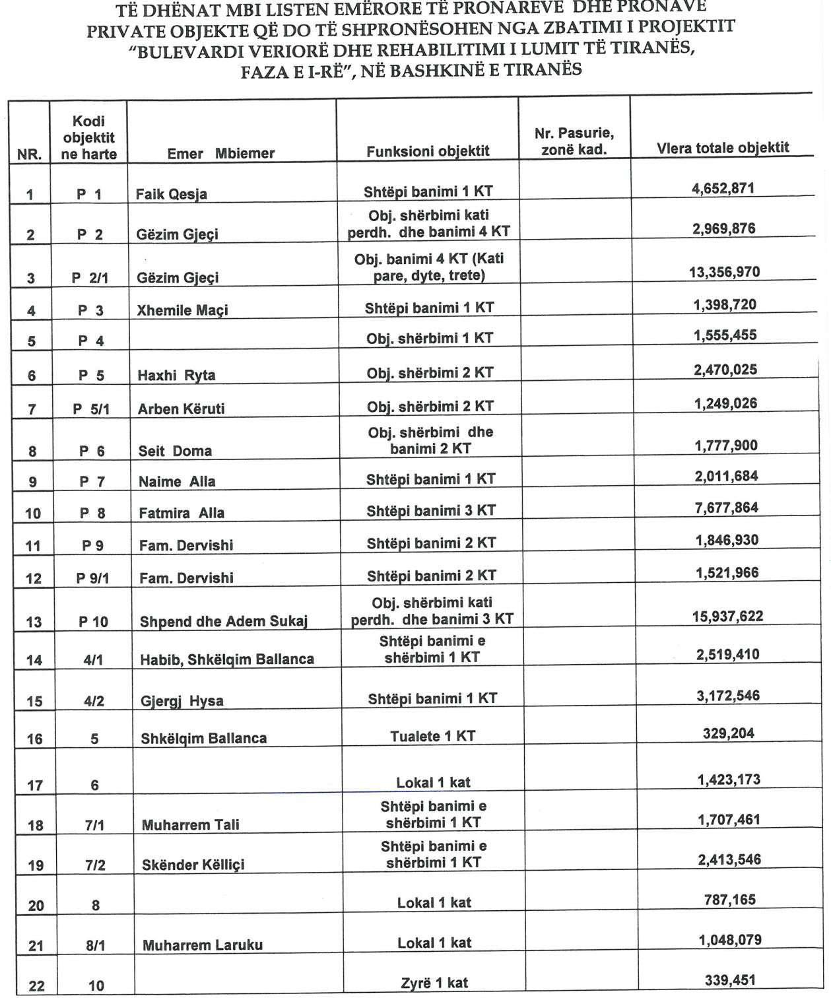 TË DHËNAT MBI LISTEN EMËRORE TË PRONAREVE DHE PRONAVE
PRIVATE OBJEKTE QË DO TË SHPRONËSOHEN NGA ZBATIMI I PROJEKTIT
“BULEVARDI VERIORË DHE REHABILITIMI I LUMIT TË TIRANËS,
FAZA E I-RË”, NË BASHKINË E TIRANËS
NR. Kodi objektit ne harte Emer Mbiemer Funksioni objektit Nr. Pasurie, zonë kad. Vlera totale objektit
1 P 1 Faik Qesja Shtëpi banimi 1 KT 4,652,871
2 P 2 Gëzim Gjeçi Obj. shërbimi kati perdh. dhe banimi 4 KT 2,969,876
3 P 2/1 Gëzim Gjeçi Obj. banimi 4 KT (Kati pare, dyte, trete) 13,356,970
4 P 3 Xhemile Maçi Shtëpi banimi 1 KT 1,398,720
5 P 4 Obj. shërbimi 1 KT 1,555,455
6 P 5 Haxhi Ryta Obj. shërbimi 2 KT 2,470,025
7 P 5/1 Arben Këruti Obj. shërbimi 2 KT 1,249,026
8 P 6 Seit Doma Obj. shërbimi dhe banimi 2 KT 1,777,900
9 P 7 Naime Alla Shtëpi banimi 1 KT 2,011,684
10 P 8 Fatmira Alla Shtëpi banimi 3 KT 7,677,864
11 P 9 Fam. Dervishi Shtëpi banimi 2 KT 1,846,930
12 P 9/1 Fam. Dervishi Shtëpi banimi 2 KT 1,521,966
13 P 10 Shpend dhe Adem Sukaj Obj. shërbimi kati perdh. dhe banimi 3 KT 15,937,622
14 4/1 Habib, Shkëlqim Ballanca Shtëpi banimi e shërbimi 1 KT 2,519,410
15 4/2 Gjergj Hysa Shtëpi banimi 1 KT 3,172,546
16 5 Shkëlqim Ballanca Tualete 1 KT 329,204
17 6 Lokal 1 kat 1,423,173
18 7/1 Muharrem Tali Shtëpi banimi e shërbimi 1 KT 1,707,461
19 7/2 Skënder Këlliçi Shtëpi banimi e shërbimi 1 KT 2,413,546
20 8 Lokal 1 kat 787,165
21 8/1 Muharrem Laruku Lokal 1 kat 1,048,079
22 10 Zyrë 1 kat 339,451